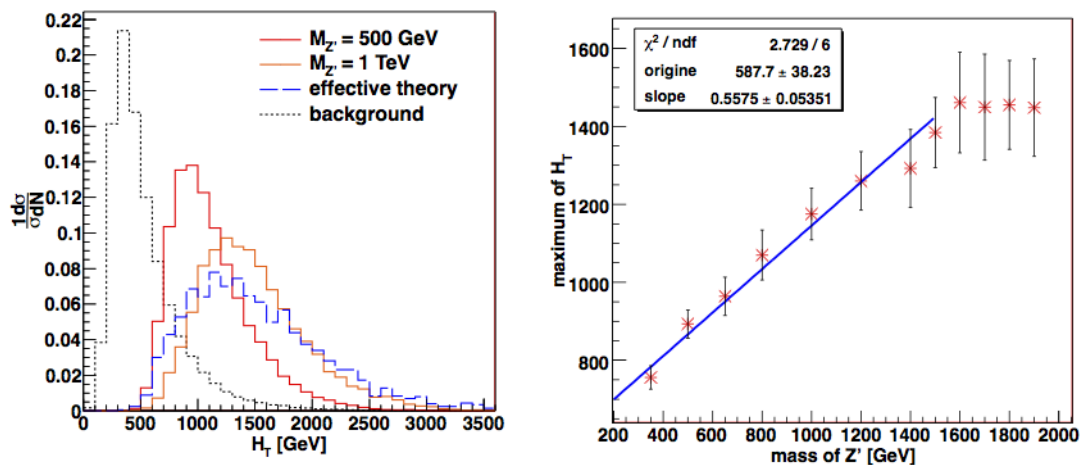 0.22
0.2
0.18
0.16
0.14
0.12
0.1
0.08
0.06
0.04
0.02
0
1 dσ
σ dN
M_Z' = 500 GeV
M_Z' = 1 TeV
effective theory
background
0 500 1000 1500 2000 2500 3000 3500
H_T [GeV]
1600
1400
1200
1000
800
maximum of H_T
χ² / ndf 2.729 / 6
origine 587.7 ± 38.23
slope 0.5575 ± 0.05351
200 400 600 800 1000 1200 1400 1600 1800 2000
mass of Z' [GeV]